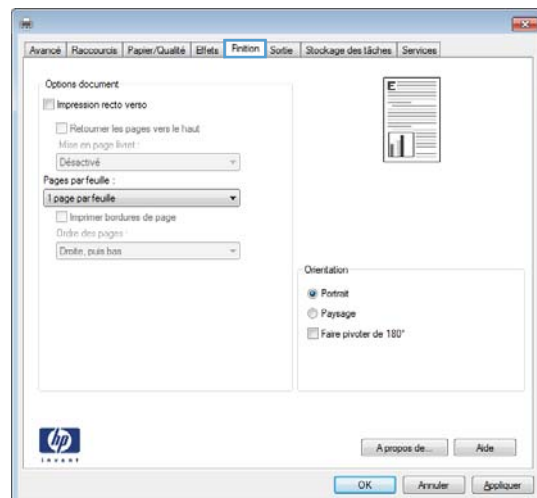 Avancé Raccourcis Papier/Qualité Effets Finition Sortie Stockage des tâches Services
Options document
Impression recto verso
Retourner les pages vers le haut
Mise en page livret :
Désactivé
Pages par feuille :
1 page par feuille
Imprimer bordures de page
Ordre des pages :
Droite, puis bas
E
Orientation
Portrait
Paysage
Faire pivoter de 180°
hp
invent
A propos de...
Aide
OK
Annuler
Appliquer